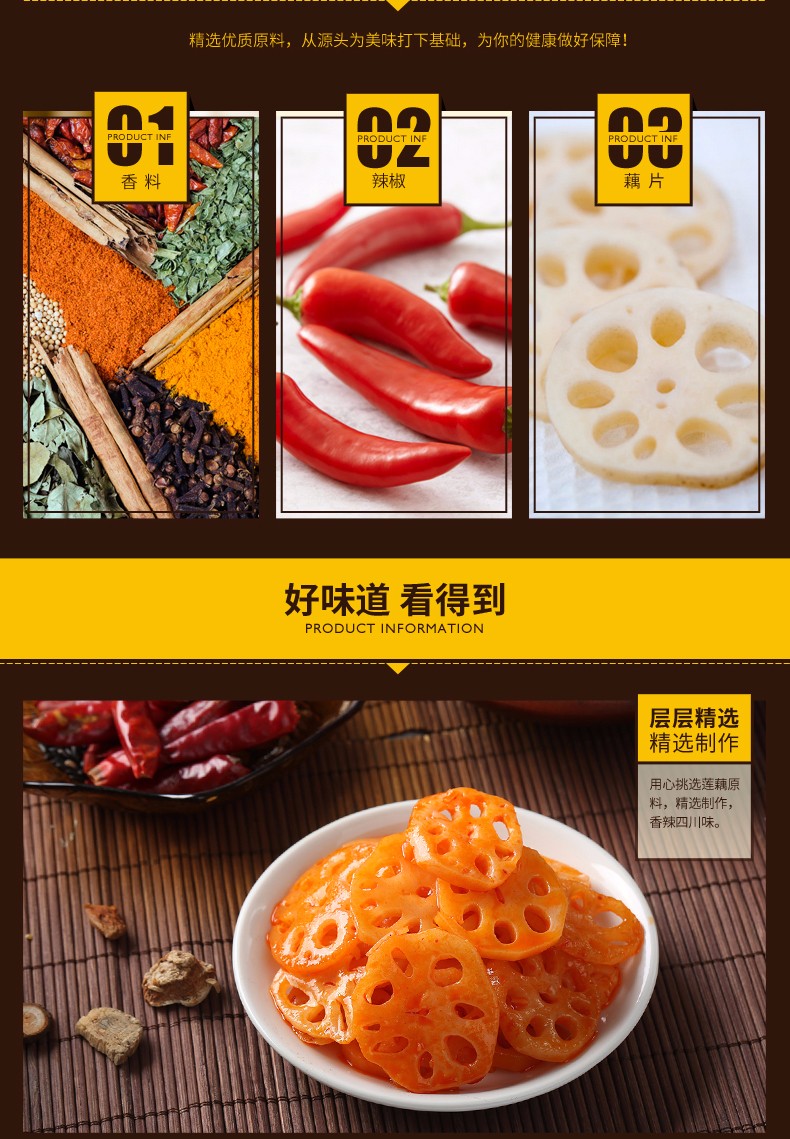 精选优质原料，从源头为美味打下基础，为你的健康做好保障！
01
PRODUCT INF
香料
02
PRODUCT INF
辣椒
03
PRODUCT INF
藕片
好味道 看得到
PRODUCT INFORMATION
层层精选
精选制作
用心挑选莲藕原
料，精选制作，
香辣四川味。